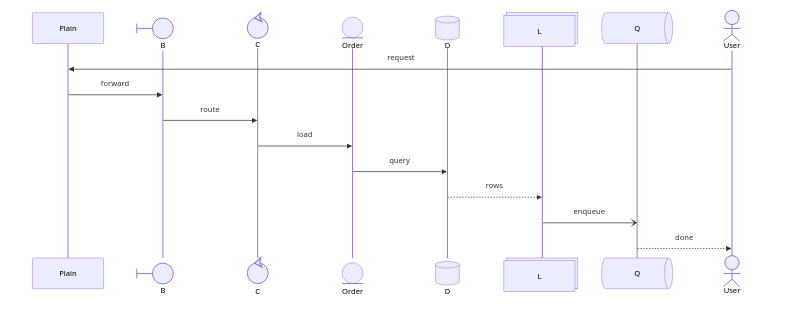 Plain
B
C
Order
D
L
Q
User
request
forward
route
load
query
rows
enqueue
done
Plain
B
C
Order
D
L
Q
User